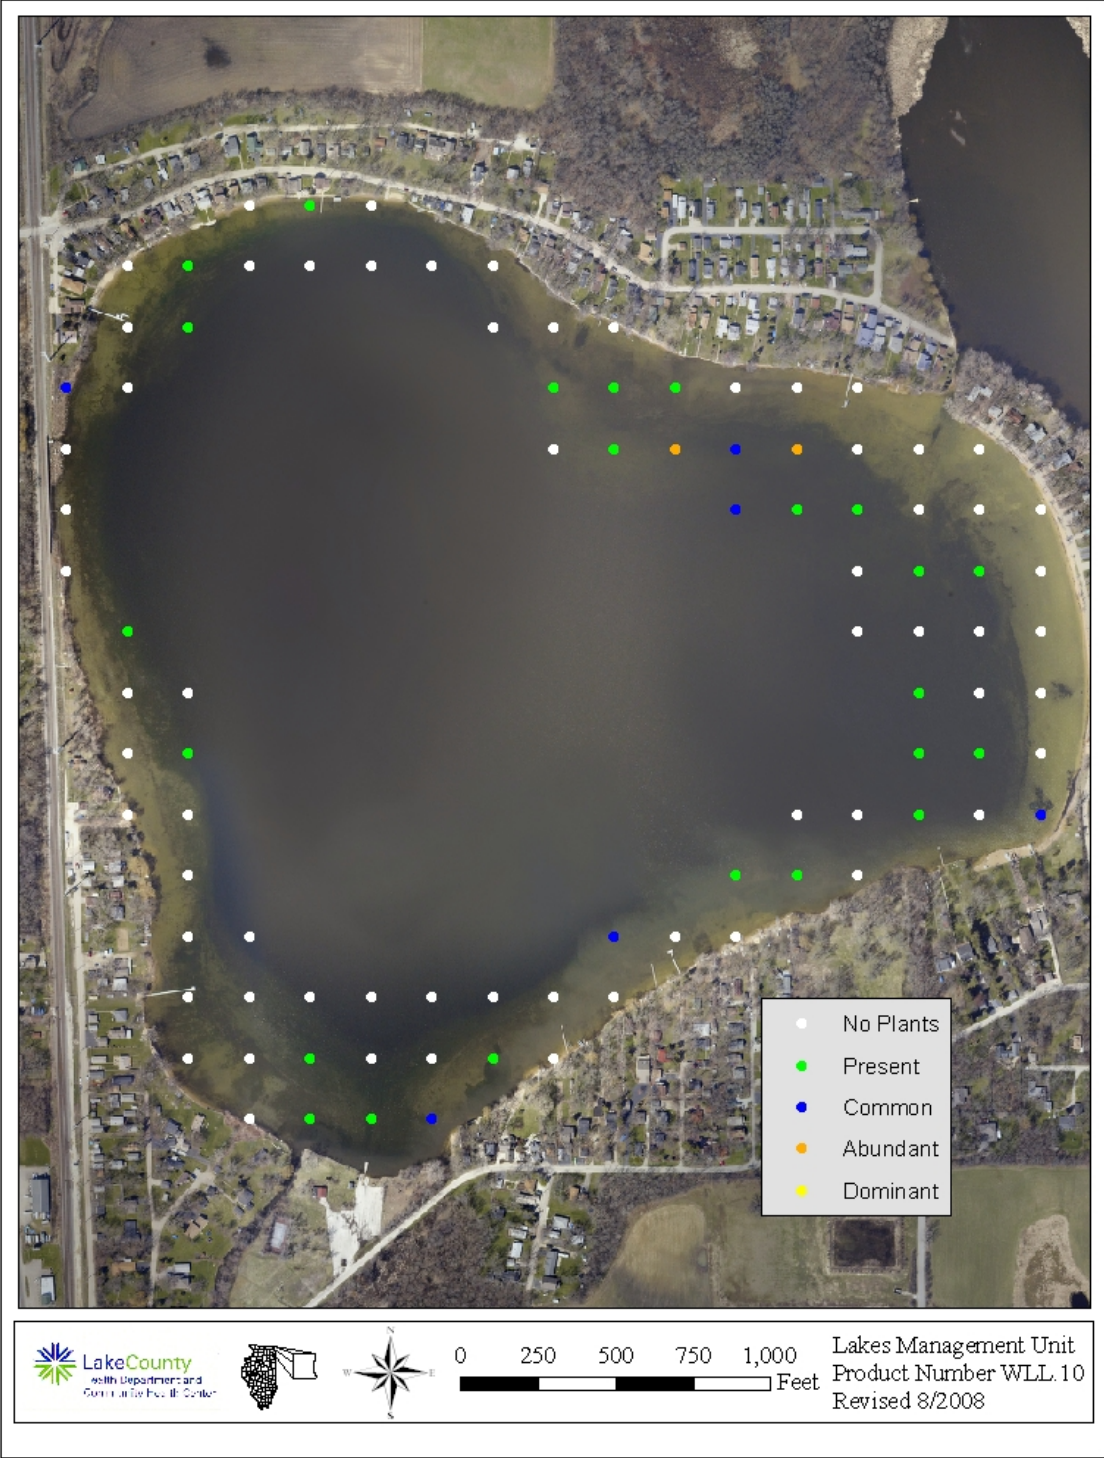 No Plants
Present
Common
Abundant
Dominant
LakeCounty
Health Department and
Community Health Center
N
W E
S
0 250 500 750 1,000
Feet
Lakes Management Unit
Product Number WLL.10
Revised 8/2008